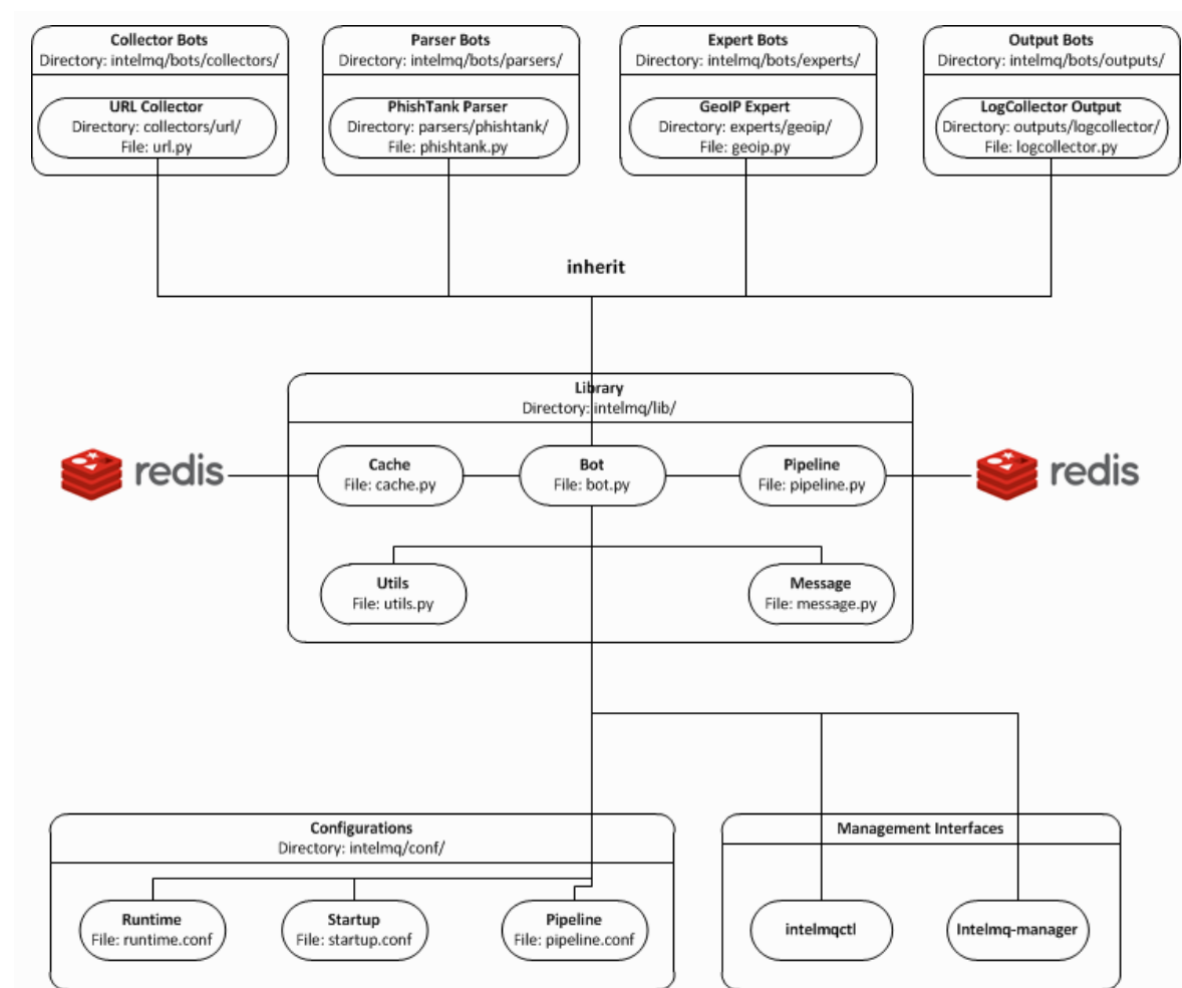 Collector Bots
Directory: intelmq/bots/collectors/
URL Collector
Directory: collectors/url/
File: url.py
Parser Bots
Directory: intelmq/bots/parsers/
PhishTank Parser
Directory: parsers/phishtank/
File: phishtank.py
Expert Bots
Directory: intelmq/bots/experts/
GeoIP Expert
Directory: experts/geoip/
File: geoip.py
Output Bots
Directory: intelmq/bots/outputs/
LogCollector Output
Directory: outputs/logcollector/
File: logcollector.py
inherit
Library
Directory: intelmq/lib/
redis
Cache
File: cache.py
Bot
File: bot.py
Pipeline
File: pipeline.py
redis
Utils
File: utils.py
Message
File: message.py
Configurations
Directory: intelmq/conf/
Runtime
File: runtime.conf
Startup
File: startup.conf
Pipeline
File: pipeline.conf
Management Interfaces
intelmqctl
Intelmq-manager